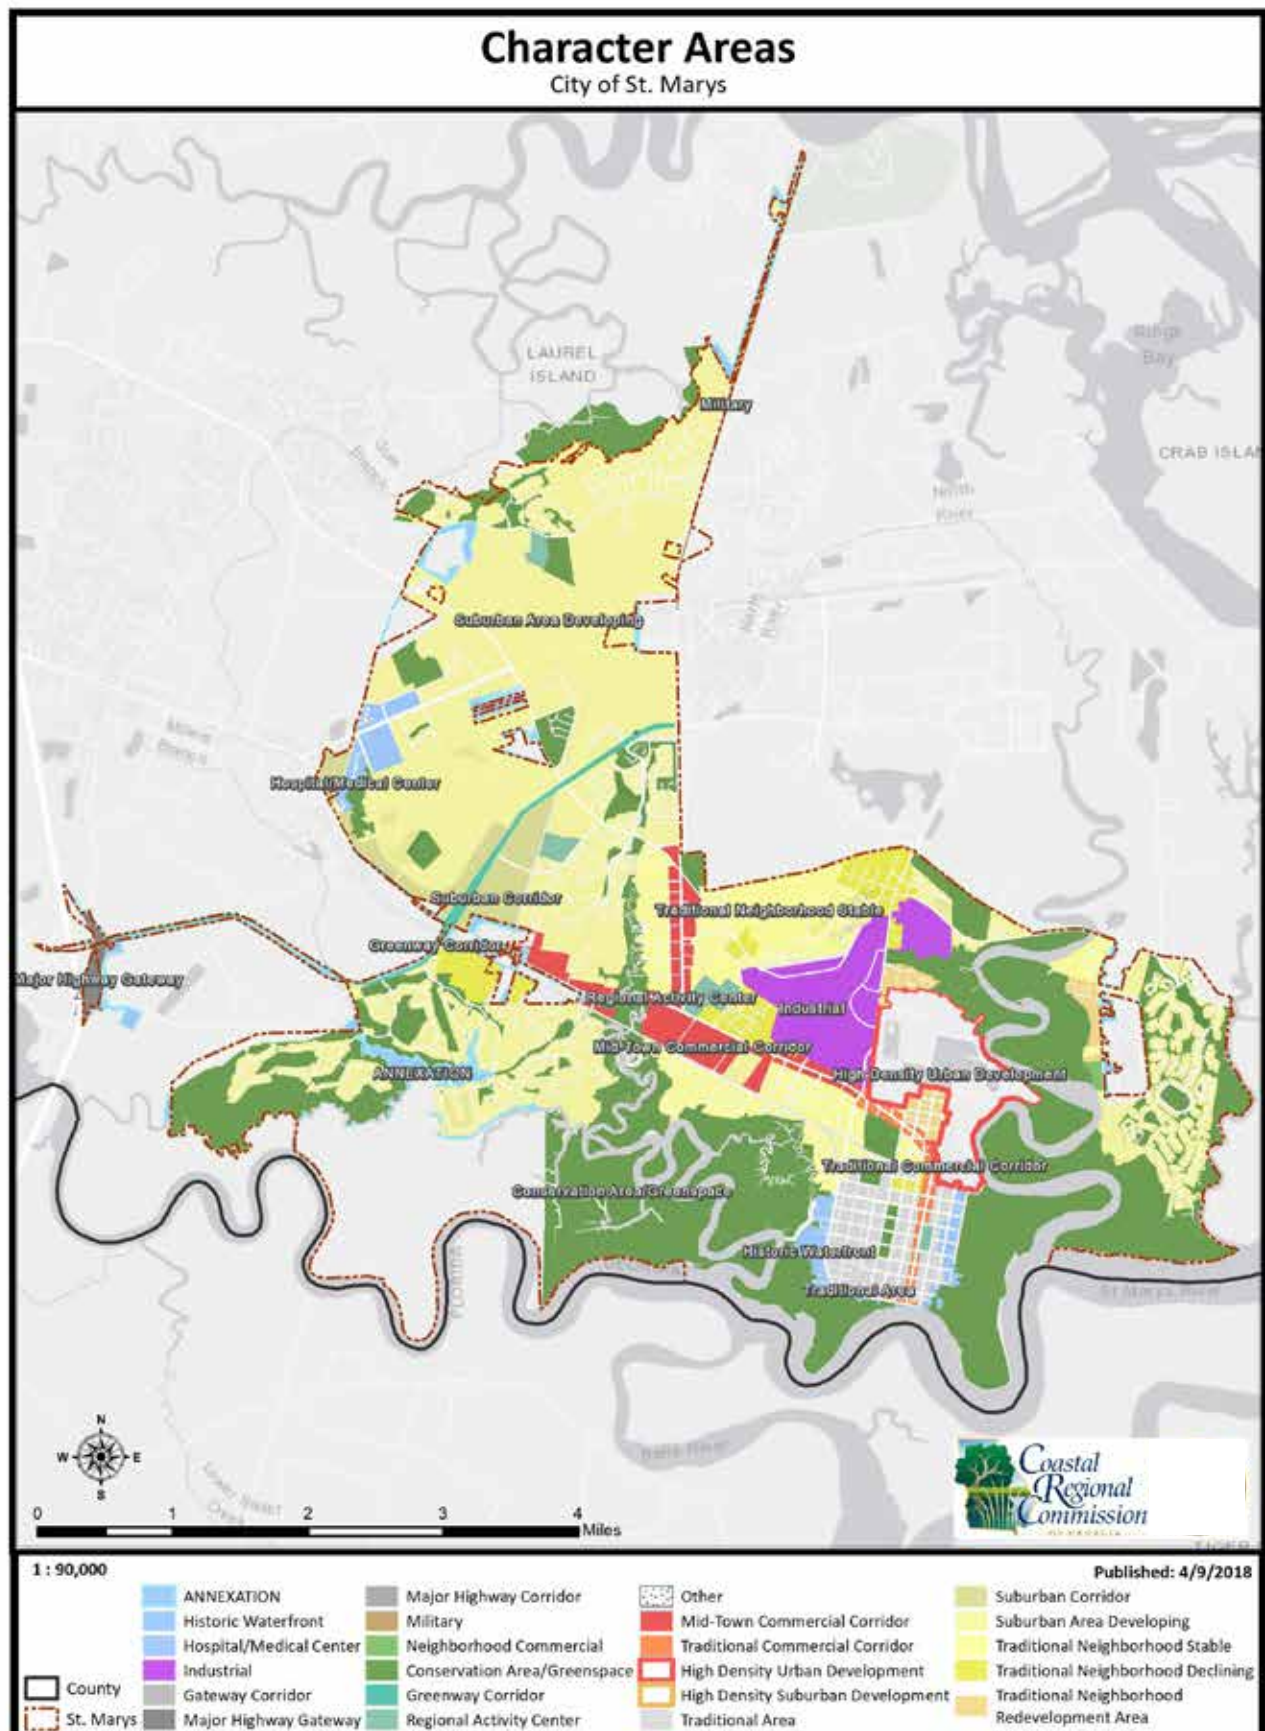 Character Areas
City of St. Marys
LAUREL
ISLAND
Military
CRAB ISLA
North
River
Suburban Area Developing
Hospital/Medical Center
Suburban Corridor
Traditional Neighborhood Stable
Greenway Corridor
Major Highway Gateway
Regional Activity Center
Industrial
Mid-Town Commercial Corridor
ANNEXATION
High Density Urban Development
Traditional Commercial Corridor
Conservation Area/Greenspace
Historic Waterfront
Traditional Area
St Marys River
N
W E
S
0 1 2 3 4
Miles
Coastal
Regional
Commission
1 : 90,000
Published: 4/9/2018
County
St. Marys
ANNEXATION
Historic Waterfront
Hospital/Medical Center
Industrial
Gateway Corridor
Major Highway Gateway
Major Highway Corridor
Military
Neighborhood Commercial
Conservation Area/Greenspace
Greenway Corridor
Regional Activity Center
Other
Mid-Town Commercial Corridor
Traditional Commercial Corridor
High Density Urban Development
High Density Suburban Development
Traditional Area
Suburban Corridor
Suburban Area Developing
Traditional Neighborhood Stable
Traditional Neighborhood Declining
Traditional Neighborhood
Redevelopment Area